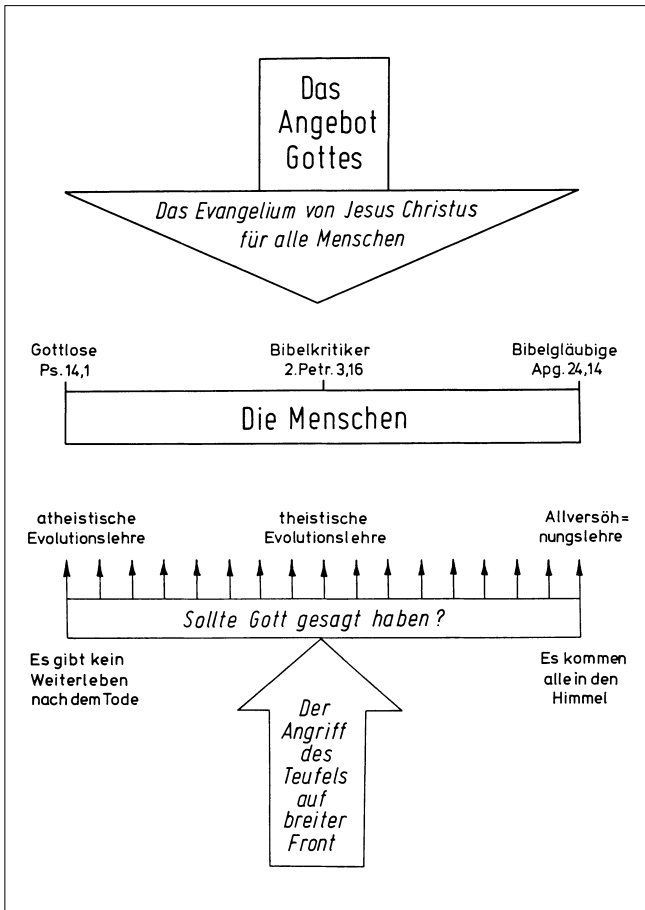 Das
Angebot
Gottes
Das Evangelium von Jesus Christus
für alle Menschen
Gottlose
Ps. 14,1
Bibelkritiker
2.Petr. 3,16
Bibelgläubige
Apg. 24,14
Die Menschen
atheistische
Evolutionslehre
theistische
Evolutionslehre
Allversöh=
nungslehre
Sollte Gott gesagt haben?
Es gibt kein
Weiterleben
nach dem Tode
Es kommen
alle in den
Himmel
Der
Angriff
des
Teufels
auf
breiter
Front